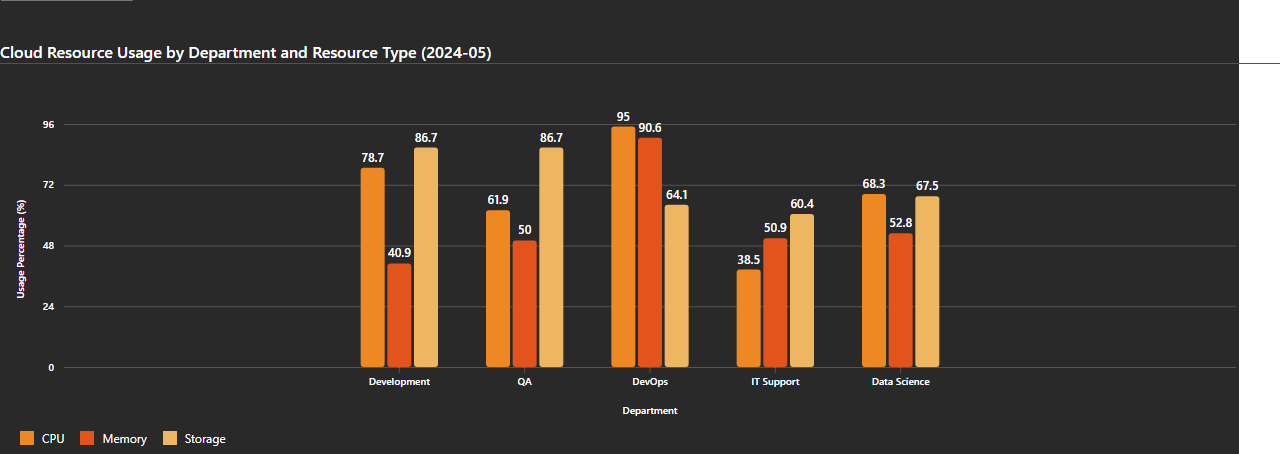 Cloud Resource Usage by Department and Resource Type (2024-05)
96
72
48
24
0
Usage Percentage (%)
78.7
40.9
86.7
61.9
50
86.7
95
90.6
64.1
38.5
50.9
60.4
68.3
52.8
67.5
Development
QA
DevOps
IT Support
Data Science
Department
CPU
Memory
Storage